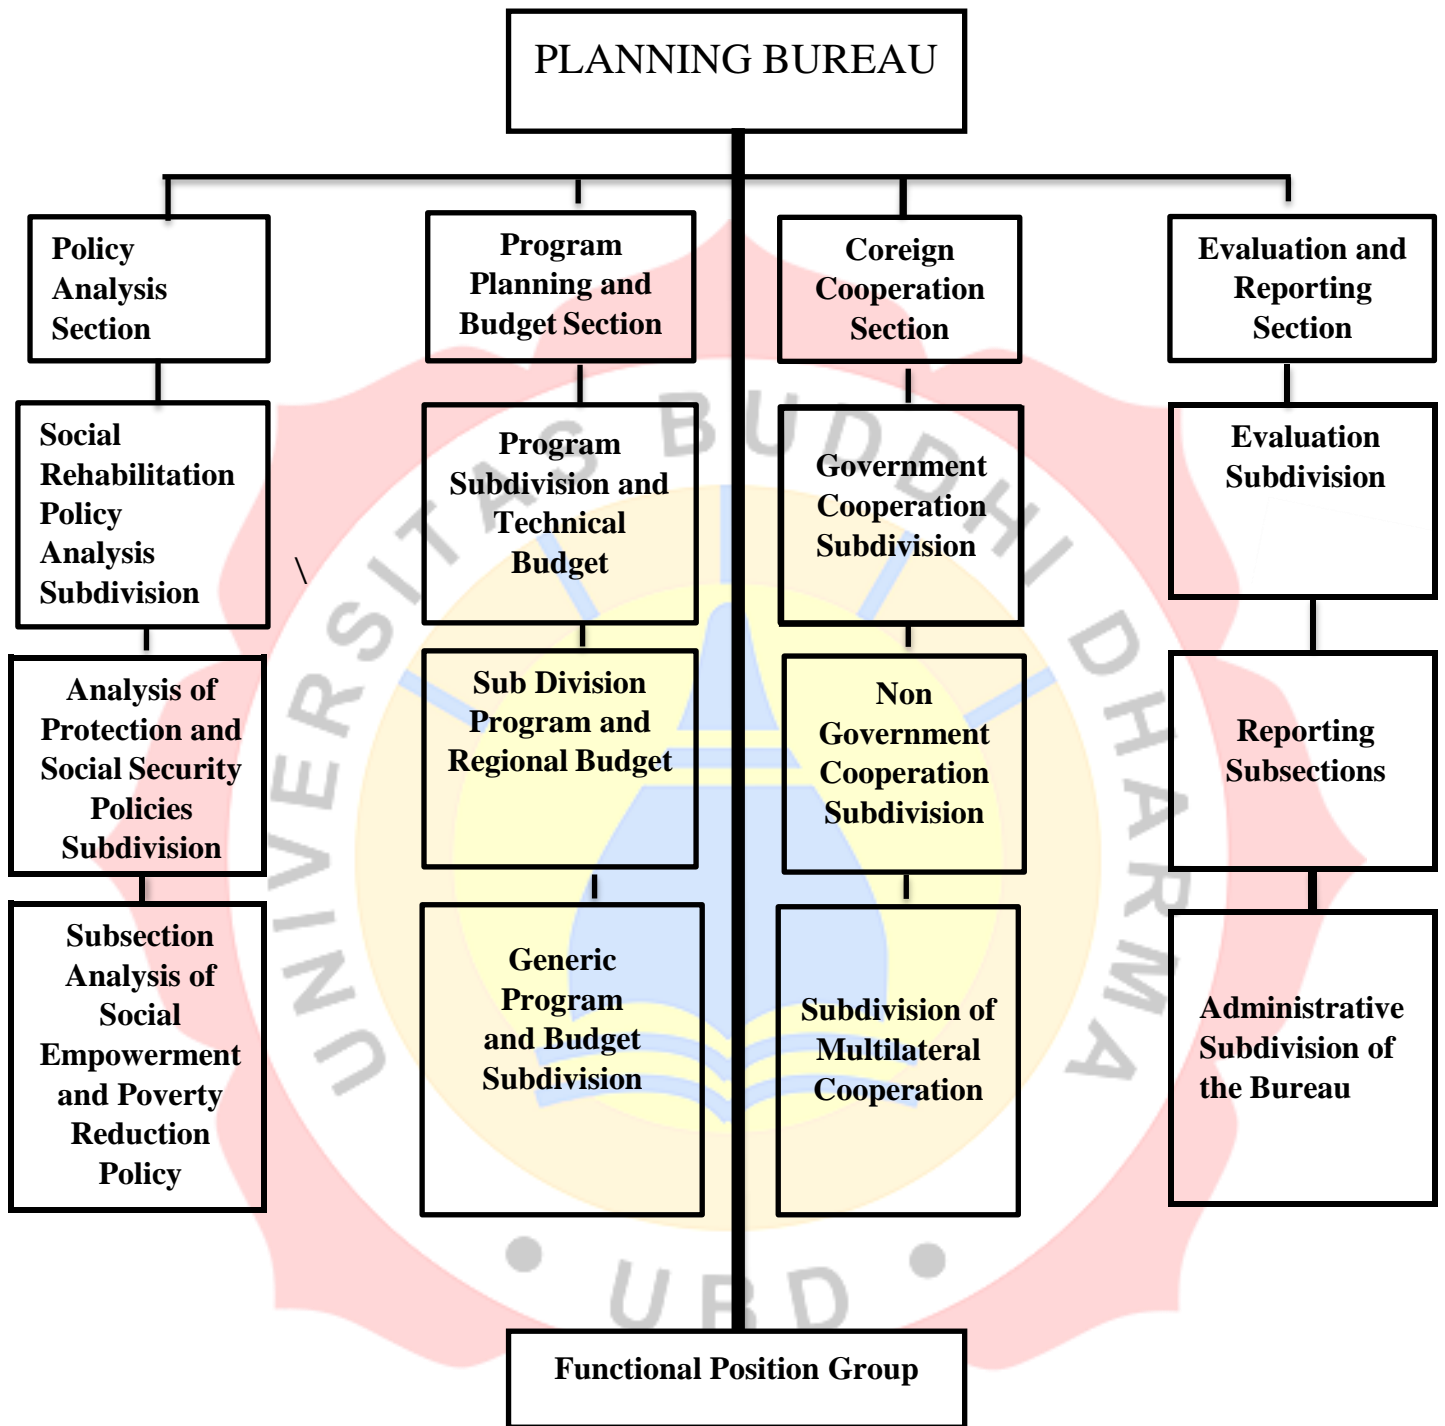 PLANNING BUREAU
Policy
Analysis
Section
Program
Planning and
Budget Section
Coreign
Cooperation
Section
Evaluation and
Reporting
Section
Social
Rehabilitation
Policy
Analysis
Subdivision
\
Program
Subdivision and
Technical
Budget
Government
Cooperation
Subdivision
Evaluation
Subdivision
Analysis of
Protection and
Social Security
Policies
Subdivision
Sub Division
Program and
Regional Budget
Non
Government
Cooperation
Subdivision
Reporting
Subsections
Subsection
Analysis of
Social
Empowerment
and Poverty
Reduction
Policy
Generic
Program
and Budget
Subdivision
Subdivision of
Multilateral
Cooperation
Administrative
Subdivision of
the Bureau
Functional Position Group
UNIVERSITAS BUDDHI DHARMA
• UBD •